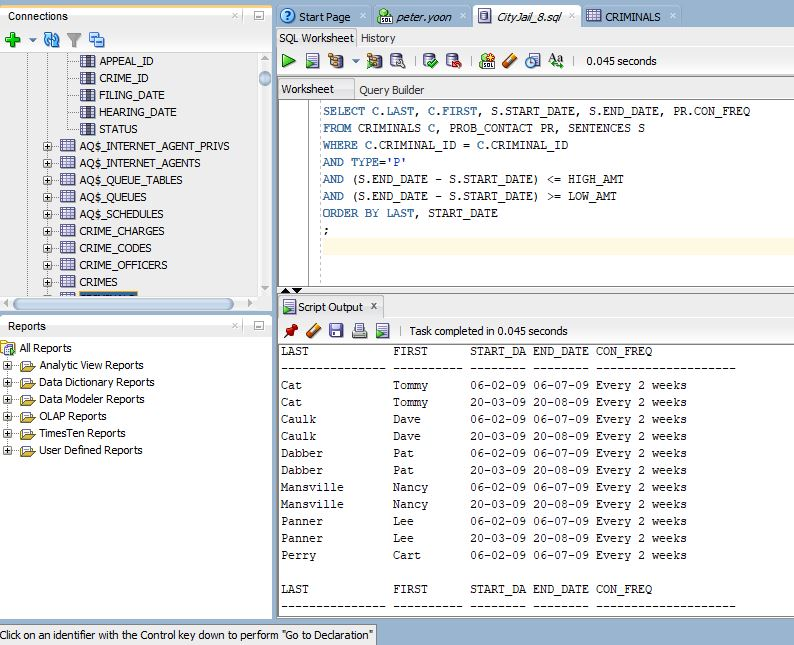 Connections
APPEAL_ID
CRIME_ID
FILING_DATE
HEARING_DATE
STATUS
AQ$_INTERNET_AGENT_PRIVS
AQ$_INTERNET_AGENTS
AQ$_QUEUE_TABLES
AQ$_QUEUES
AQ$_SCHEDULES
CRIME_CHARGES
CRIME_CODES
CRIME_OFFICERS
CRIMES
Reports
All Reports
Analytic View Reports
Data Dictionary Reports
Data Modeler Reports
OLAP Reports
TimesTen Reports
User Defined Reports
Click on an identifier with the Control key down to perform "Go to Declaration"
Start Page peter.yoon CityJail_8.sql CRIMINALS
SQL Worksheet History
0.045 seconds
Worksheet Query Builder
SELECT C.LAST, C.FIRST, S.START_DATE, S.END_DATE, PR.CON_FREQ
FROM CRIMINALS C, PROB_CONTACT PR, SENTENCES S
WHERE C.CRIMINAL_ID = C.CRIMINAL_ID
AND TYPE='P'
AND (S.END_DATE - S.START_DATE) <= HIGH_AMT
AND (S.END_DATE - S.START_DATE) >= LOW_AMT
ORDER BY LAST, START_DATE
;
Script Output
Task completed in 0.045 seconds
LAST FIRST START_DA END_DATE CON_FREQ
--------------- ---------- -------- -------- --------------------
Cat Tommy 06-02-09 06-07-09 Every 2 weeks
Cat Tommy 20-03-09 20-08-09 Every 2 weeks
Caulk Dave 06-02-09 06-07-09 Every 2 weeks
Caulk Dave 20-03-09 20-08-09 Every 2 weeks
Dabber Pat 06-02-09 06-07-09 Every 2 weeks
Dabber Pat 20-03-09 20-08-09 Every 2 weeks
Mansville Nancy 06-02-09 06-07-09 Every 2 weeks
Mansville Nancy 20-03-09 20-08-09 Every 2 weeks
Panner Lee 06-02-09 06-07-09 Every 2 weeks
Panner Lee 20-03-09 20-08-09 Every 2 weeks
Perry Cart 06-02-09 06-07-09 Every 2 weeks
LAST FIRST START_DA END_DATE CON_FREQ
--------------- ---------- -------- -------- --------------------